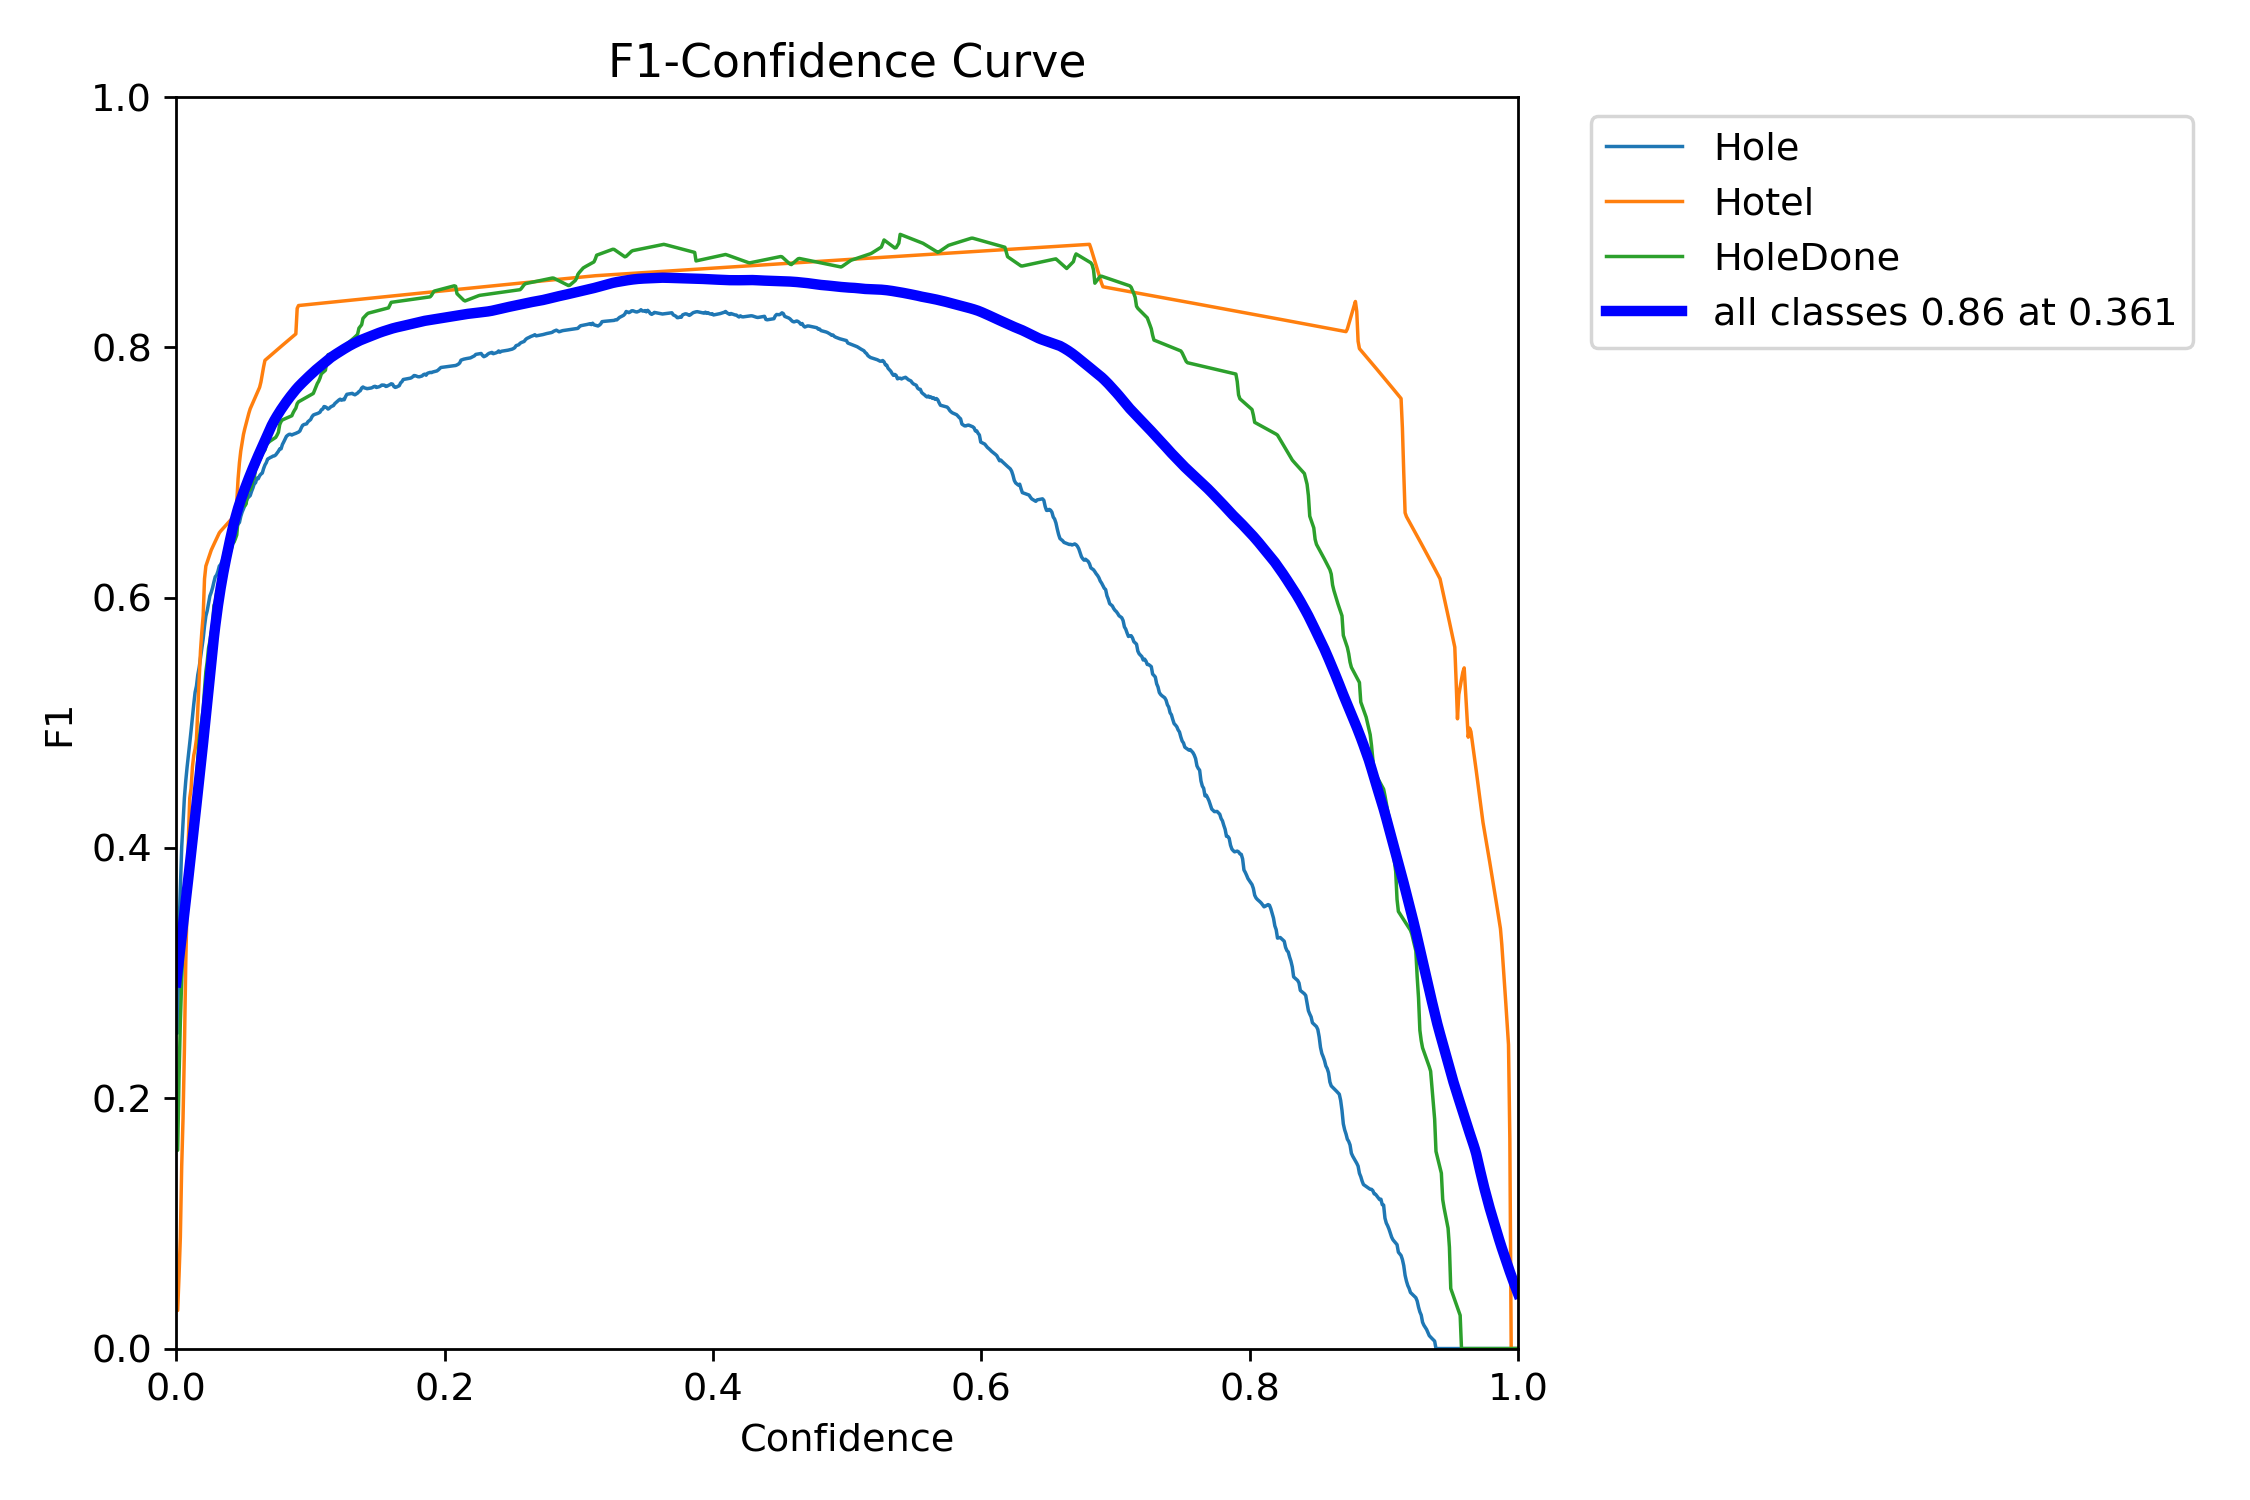 F1-Confidence Curve
1.0
0.8
0.6
0.4
0.2
0.0
F1
0.0 0.2 0.4 0.6 0.8 1.0
Confidence
Hole
Hotel
HoleDone
all classes 0.86 at 0.361